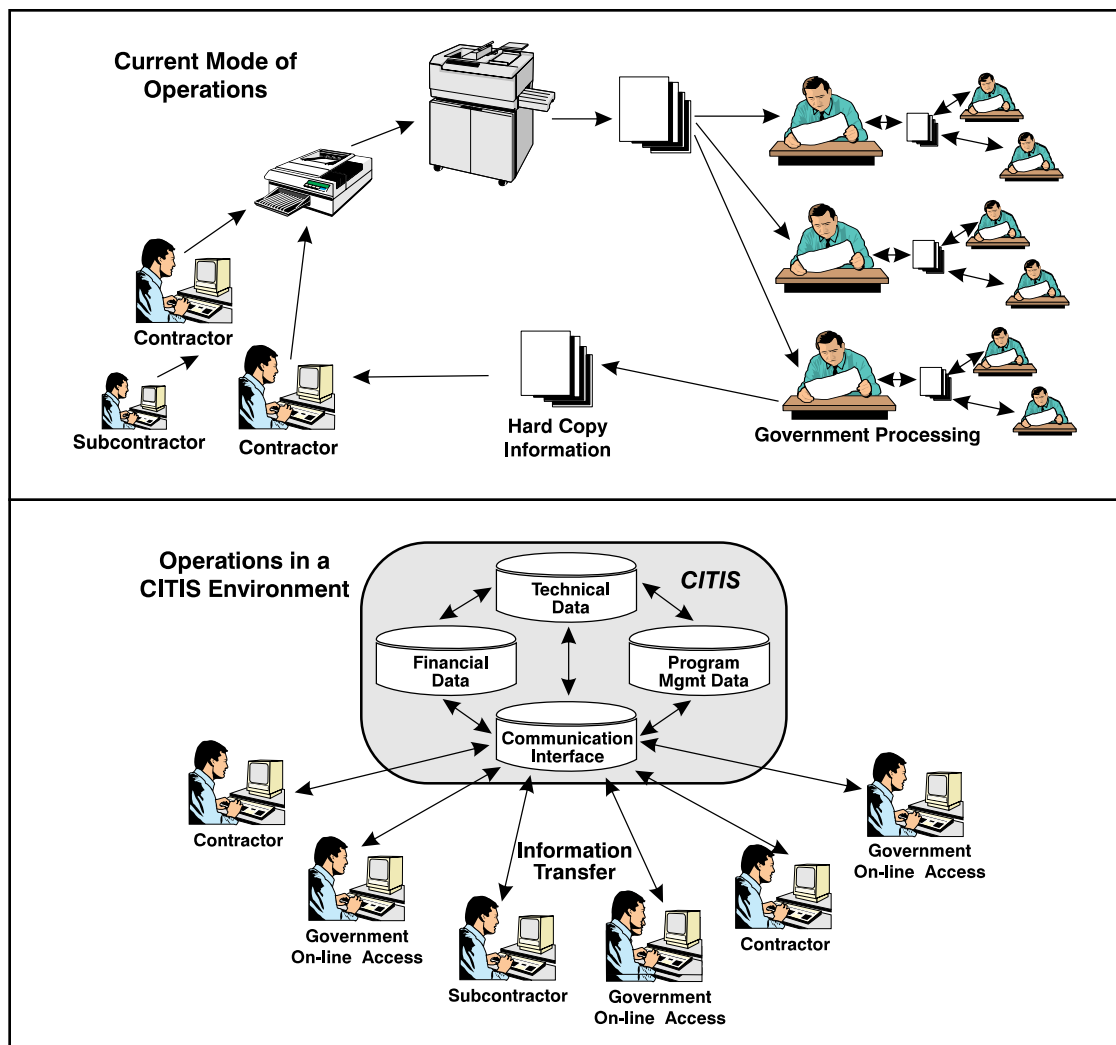 Current Mode of
Operations
Contractor
Subcontractor
Contractor
Hard Copy
Information
Government Processing
Operations in a
CITIS Environment
CITIS
Technical
Data
Financial
Data
Program
Mgmt Data
Communication
Interface
Contractor
Government
On-line Access
Information
Transfer
Subcontractor
Government
On-line Access
Contractor
Government
On-line Access